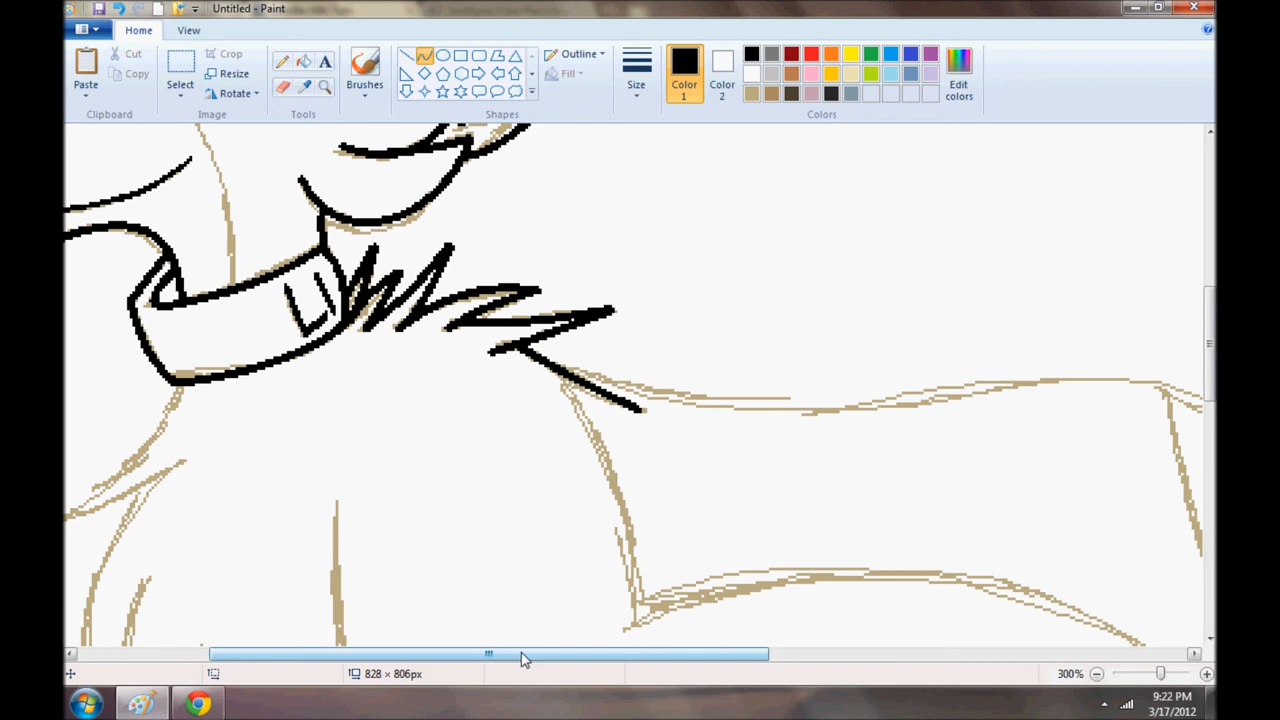 Untitled - Paint
Home
View
Paste
Cut
Copy
Clipboard
Select
Crop
Resize
Rotate
Image
A
Tools
Brushes
Outline
Fill
Shapes
Size
Color 1
Color 2
Edit colors
Colors
828 × 806px
300%
9:22 PM
3/17/2012